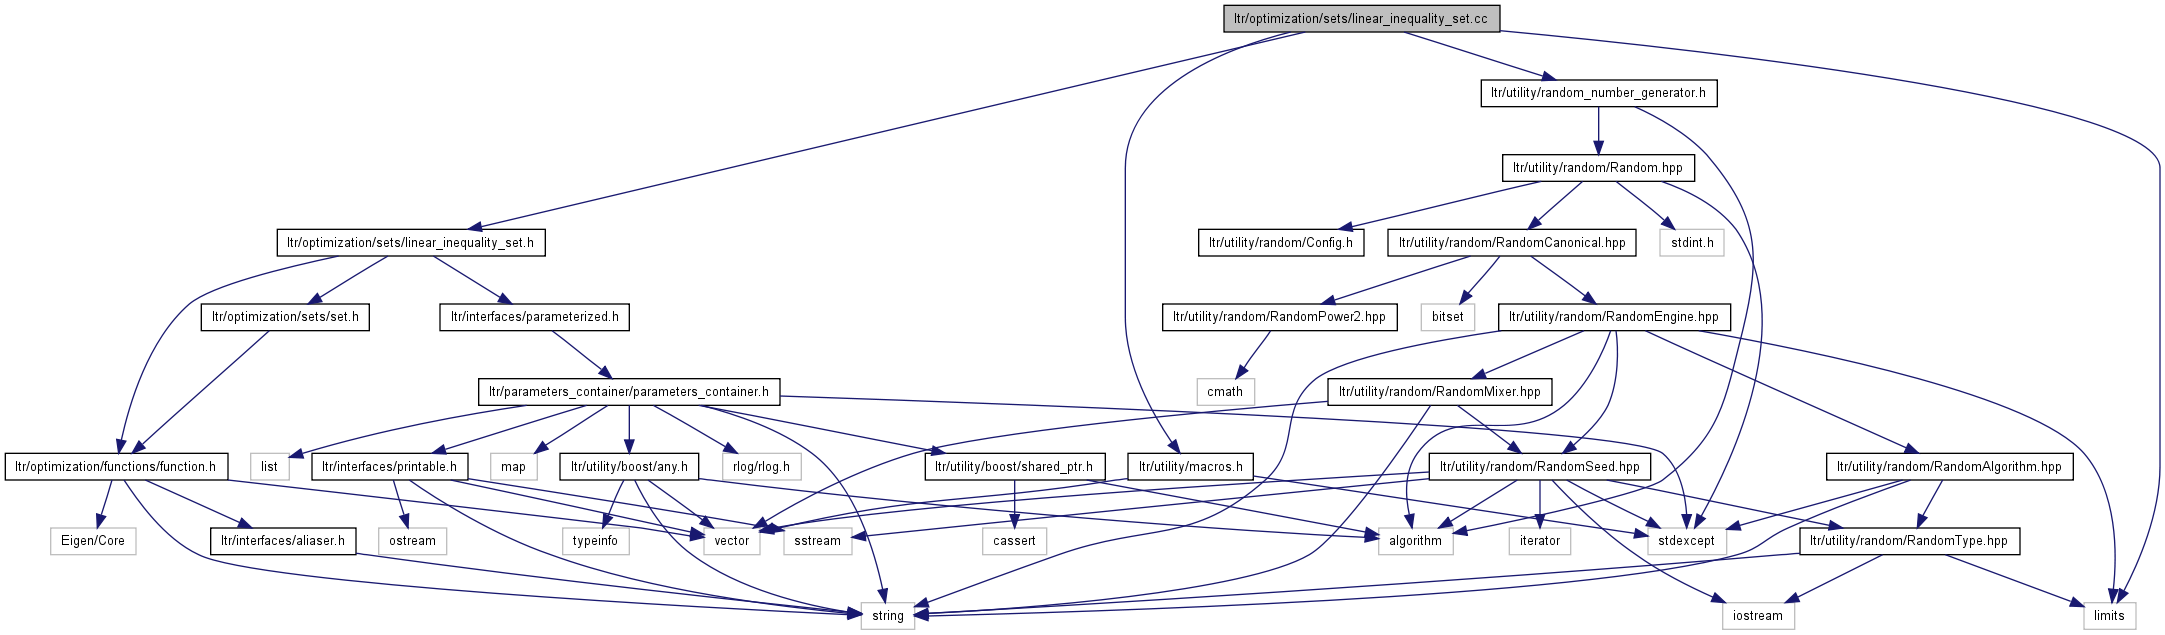 ltr/optimization/sets/linear_inequality_set.cc
ltr/utility/random_number_generator.h
ltr/utility/random/Random.hpp
ltr/optimization/sets/linear_inequality_set.h
ltr/utility/random/Config.h
ltr/utility/random/RandomCanonical.hpp
stdint.h
ltr/optimization/sets/set.h
ltr/interfaces/parameterized.h
ltr/utility/random/RandomPower2.hpp
bitset
ltr/utility/random/RandomEngine.hpp
ltr/parameters_container/parameters_container.h
cmath
ltr/utility/random/RandomMixer.hpp
ltr/optimization/functions/function.h
list
ltr/interfaces/printable.h
map
ltr/utility/boost/any.h
rlog/rlog.h
ltr/utility/boost/shared_ptr.h
ltr/utility/macros.h
ltr/utility/random/RandomSeed.hpp
ltr/utility/random/RandomAlgorithm.hpp
Eigen/Core
ltr/interfaces/aliaser.h
ostream
typeinfo
vector
sstream
cassert
algorithm
iterator
stdexcept
ltr/utility/random/RandomType.hpp
string
iostream
limits